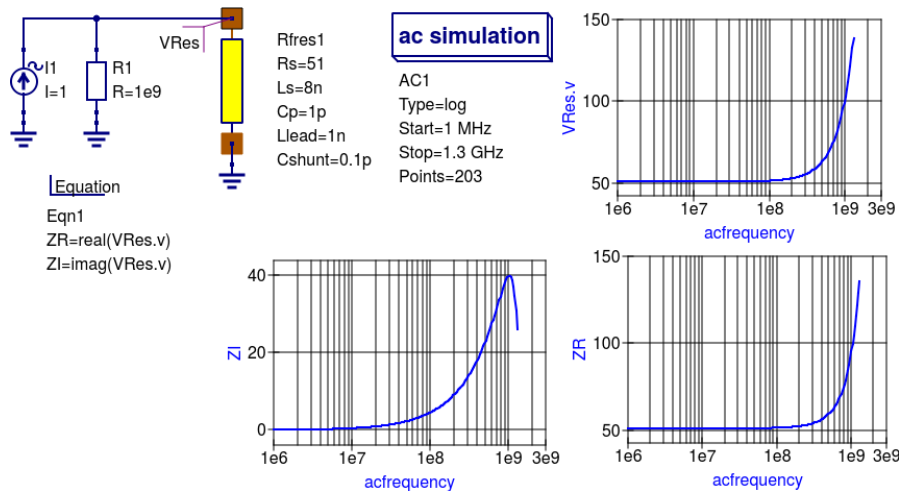 VRes
I1
I=1
R1
R=1e9
Rfres1
Rs=51
Ls=8n
Cp=1p
Llead=1n
Cshunt=0.1p
ac simulation
AC1
Type=log
Start=1 MHz
Stop=1.3 GHz
Points=203
Equation
Eqn1
ZR=real(VRes.v)
ZI=imag(VRes.v)
150
100
50
VRes.v
1e6 1e7 1e8 1e9 3e9
acfrequency
40
20
0
ZI
1e6 1e7 1e8 1e9 3e9
acfrequency
150
100
50
ZR
1e6 1e7 1e8 1e9 3e9
acfrequency